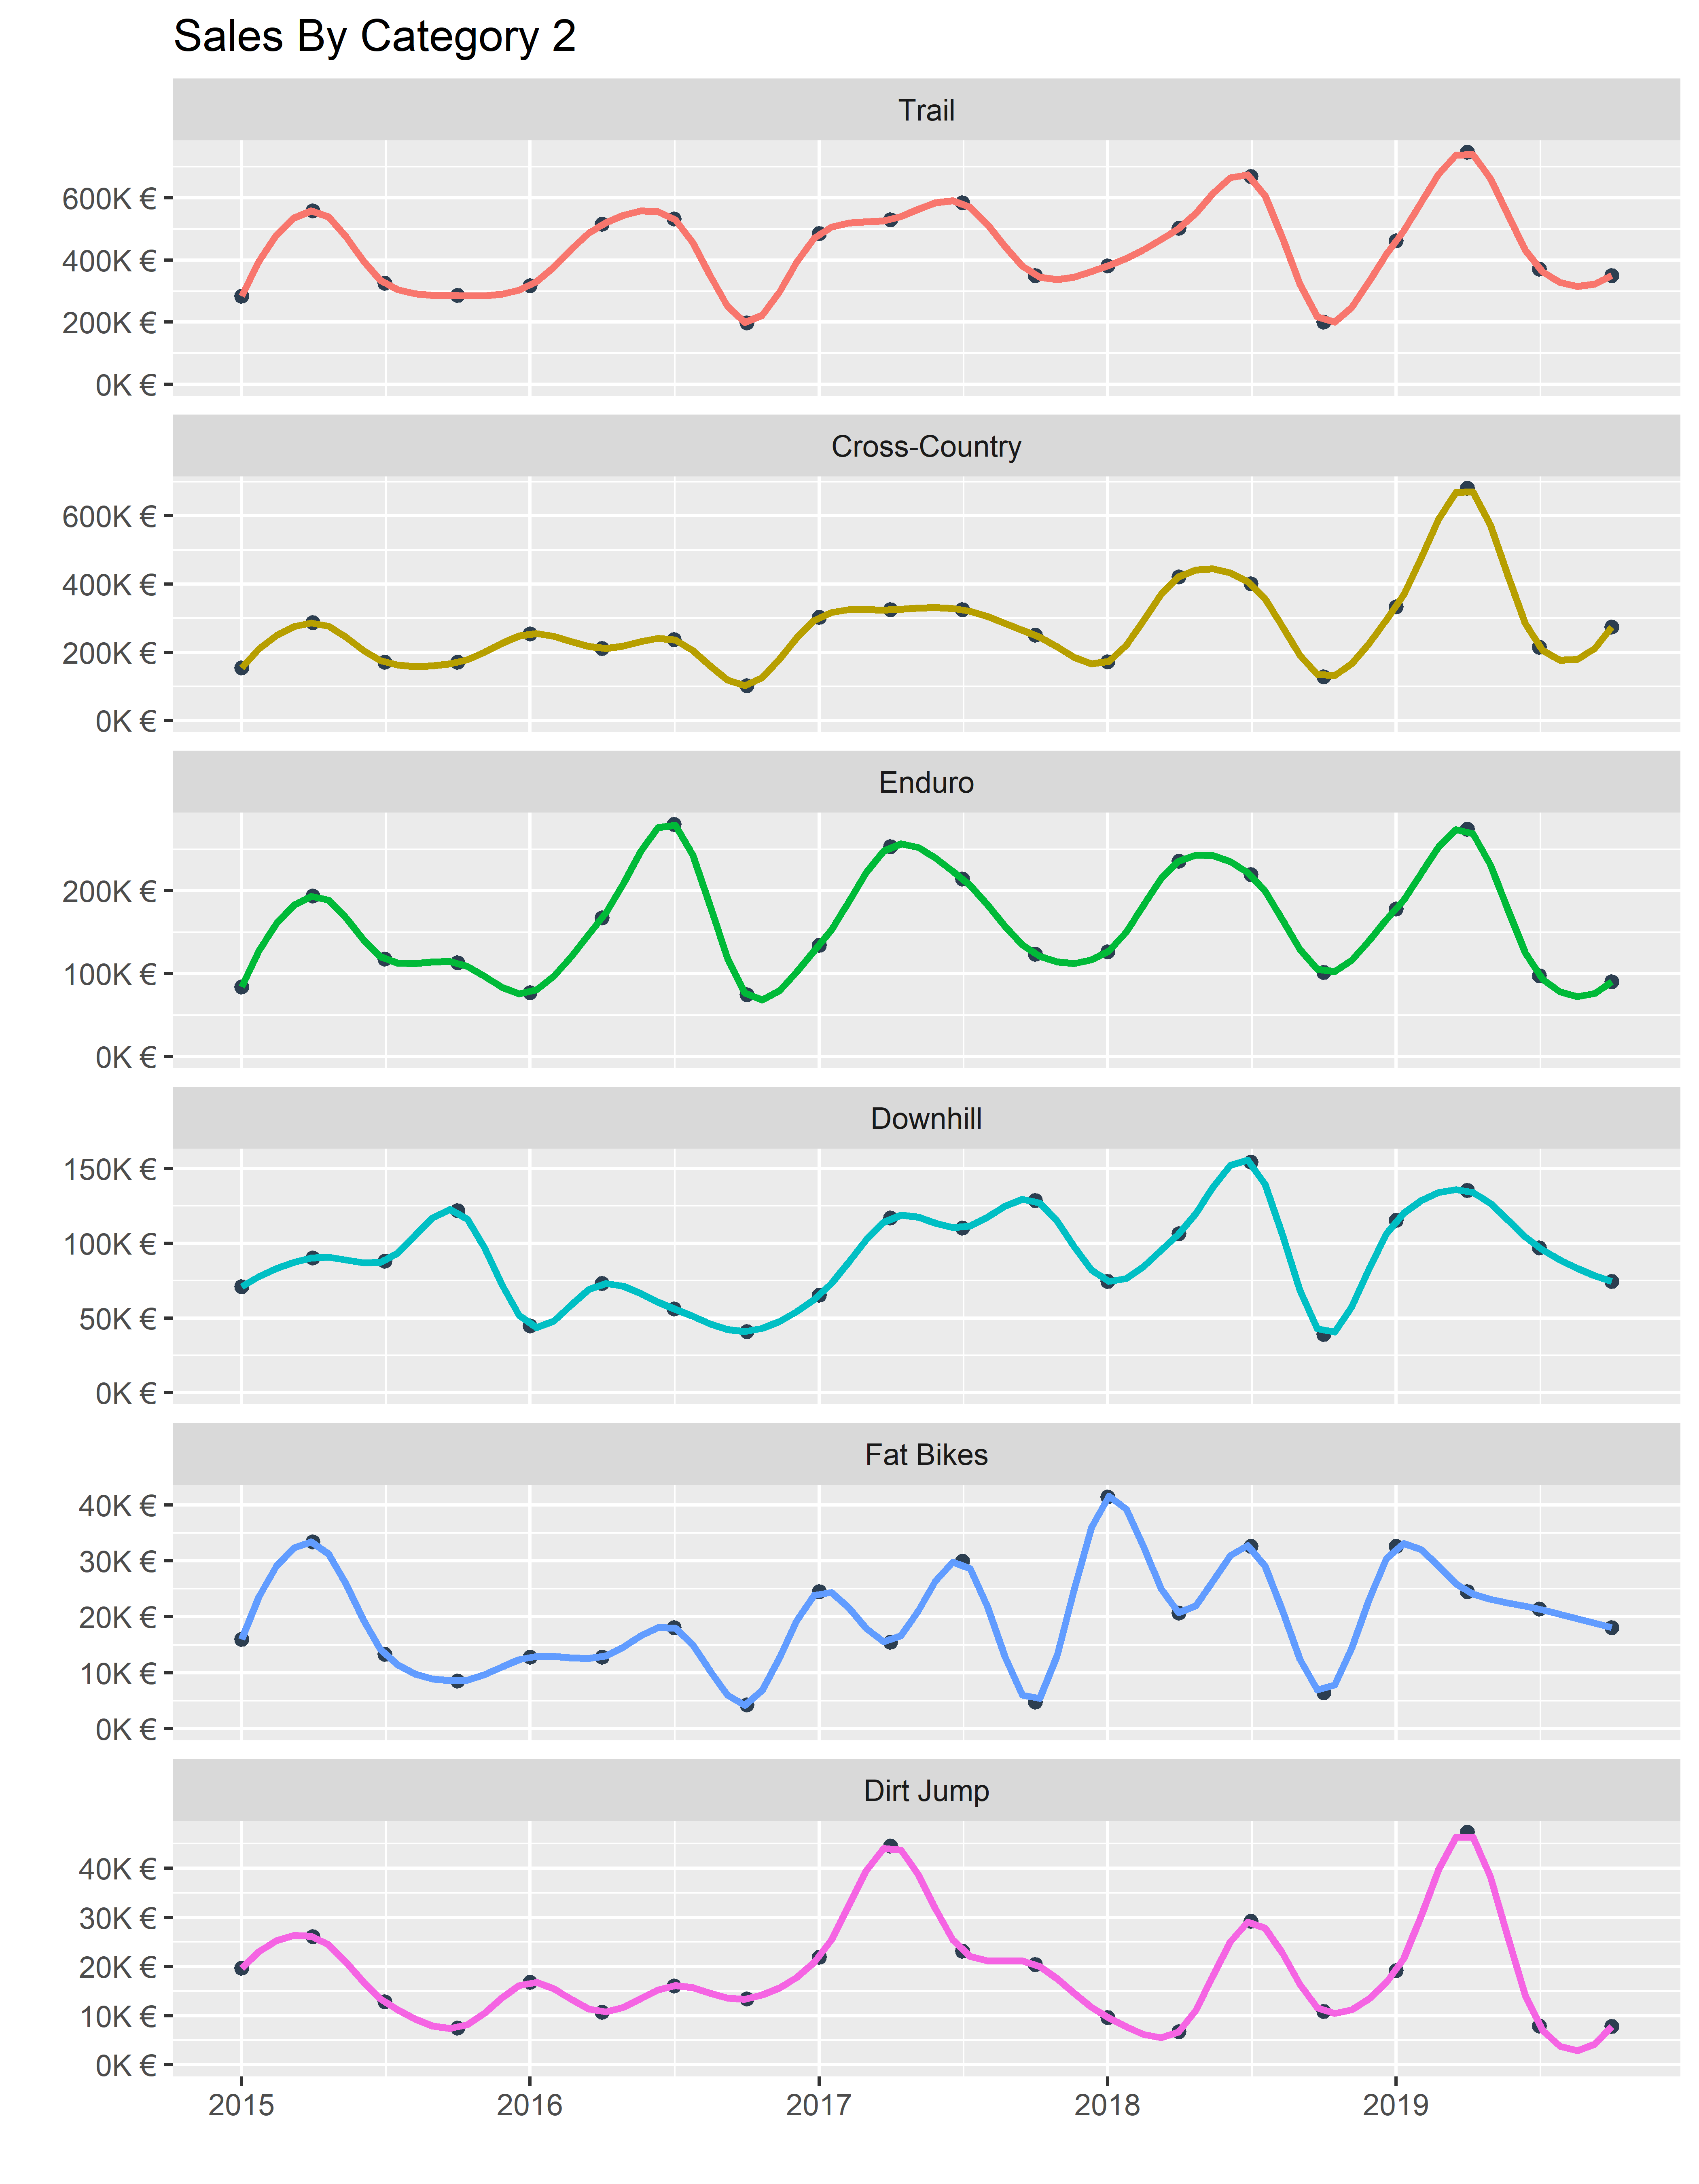 Sales By Category 2
Trail
600K €
400K €
200K €
0K €
Cross-Country
600K €
400K €
200K €
0K €
Enduro
200K €
100K €
0K €
Downhill
150K €
100K €
50K €
0K €
Fat Bikes
40K €
30K €
20K €
10K €
0K €
Dirt Jump
40K €
30K €
20K €
10K €
0K €
2015 2016 2017 2018 2019